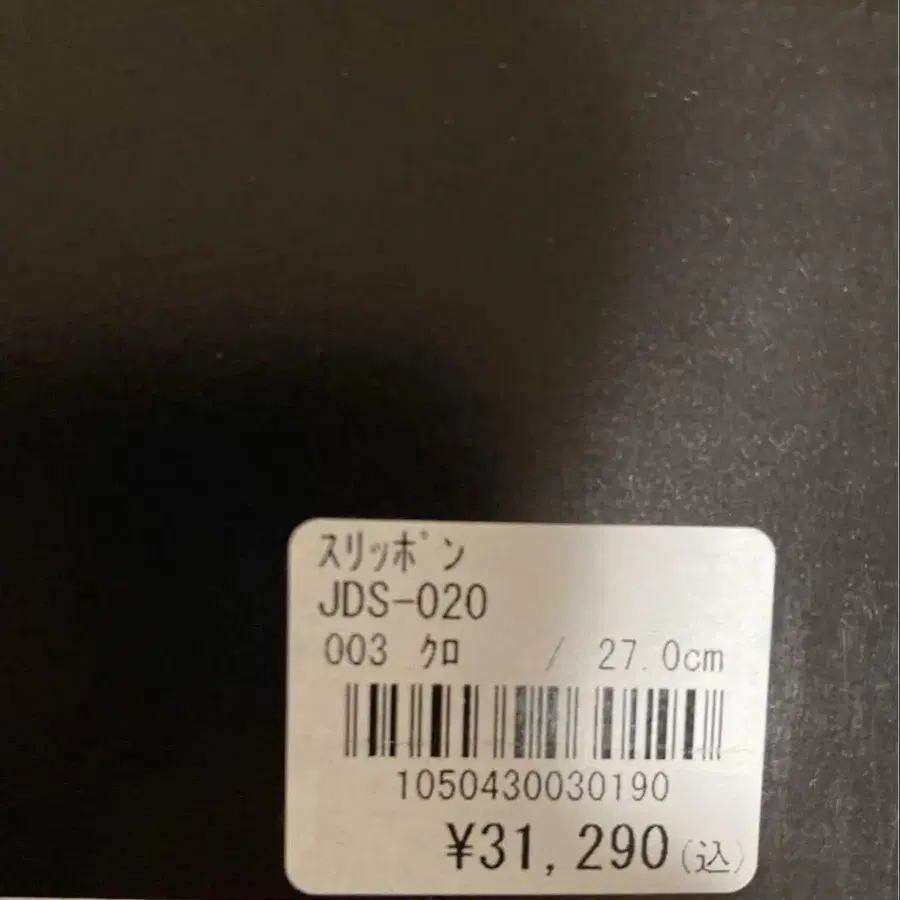 ｽﾘｯﾎﾟﾝ
JDS-020
003 ｸﾛ / 27.0cm
1050430030190
¥31,290(込)